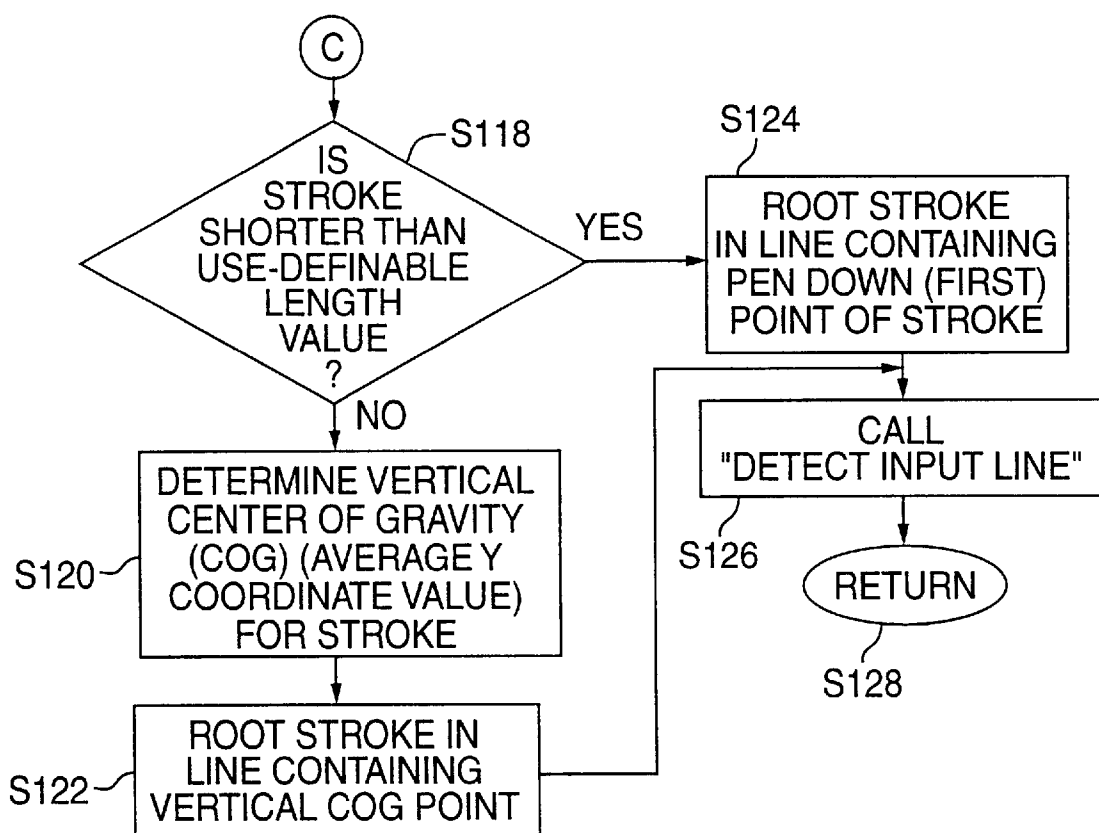 C
S118
IS
STROKE
SHORTER THAN
USE-DEFINABLE
LENGTH
VALUE
?
YES
NO
S124
ROOT STROKE
IN LINE CONTAINING
PEN DOWN (FIRST)
POINT OF STROKE
CALL
"DETECT INPUT LINE"
S126
RETURN
S128
DETERMINE VERTICAL
CENTER OF GRAVITY
(COG) (AVERAGE Y
COORDINATE VALUE)
FOR STROKE
S120
ROOT STROKE IN
LINE CONTAINING
VERTICAL COG POINT
S122